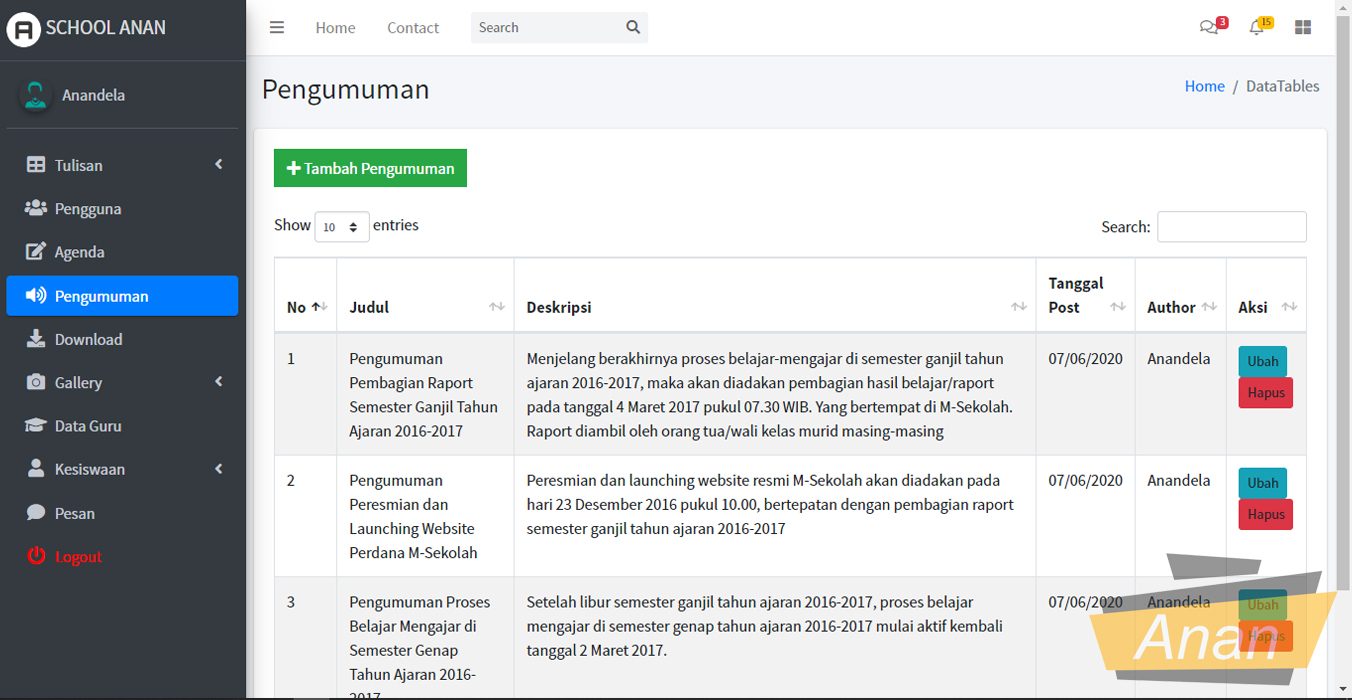 SCHOOL ANAN
Home
Contact
Search
3
15
Anandela
Pengumuman
Home / DataTables
Tulisan
Pengguna
Agenda
Pengumuman
Download
Gallery
Data Guru
Kesiswaan
Pesan
Logout
Tambah Pengumuman
Show 10 entries
Search:
No
Judul
Deskripsi
Tanggal
Post
Author
Aksi
1
Pengumuman
Pembagian Raport
Semester Ganjil Tahun
Ajaran 2016-2017
Menjelang berakhirnya proses belajar-mengajar di semester ganjil tahun
ajaran 2016-2017, maka akan diadakan pembagian hasil belajar/raport
pada tanggal 4 Maret 2017 pukul 07.30 WIB. Yang bertempat di M-Sekolah.
Raport diambil oleh orang tua/wali kelas murid masing-masing
07/06/2020
Anandela
Ubah
Hapus
2
Pengumuman
Peresmian dan
Launching Website
Perdana M-Sekolah
Peresmian dan launching website resmi M-Sekolah akan diadakan pada
hari 23 Desember 2016 pukul 10.00, bertepatan dengan pembagian raport
semester ganjil tahun ajaran 2016-2017
07/06/2020
Anandela
Ubah
Hapus
3
Pengumuman Proses
Belajar Mengajar di
Semester Genap
Tahun Ajaran 2016-
2017
Setelah libur semester ganjil tahun ajaran 2016-2017, proses belajar
mengajar di semester genap tahun ajaran 2016-2017 mulai aktif kembali
tanggal 2 Maret 2017.
07/06/2020
Anandela
Ubah
Hapus
Anan